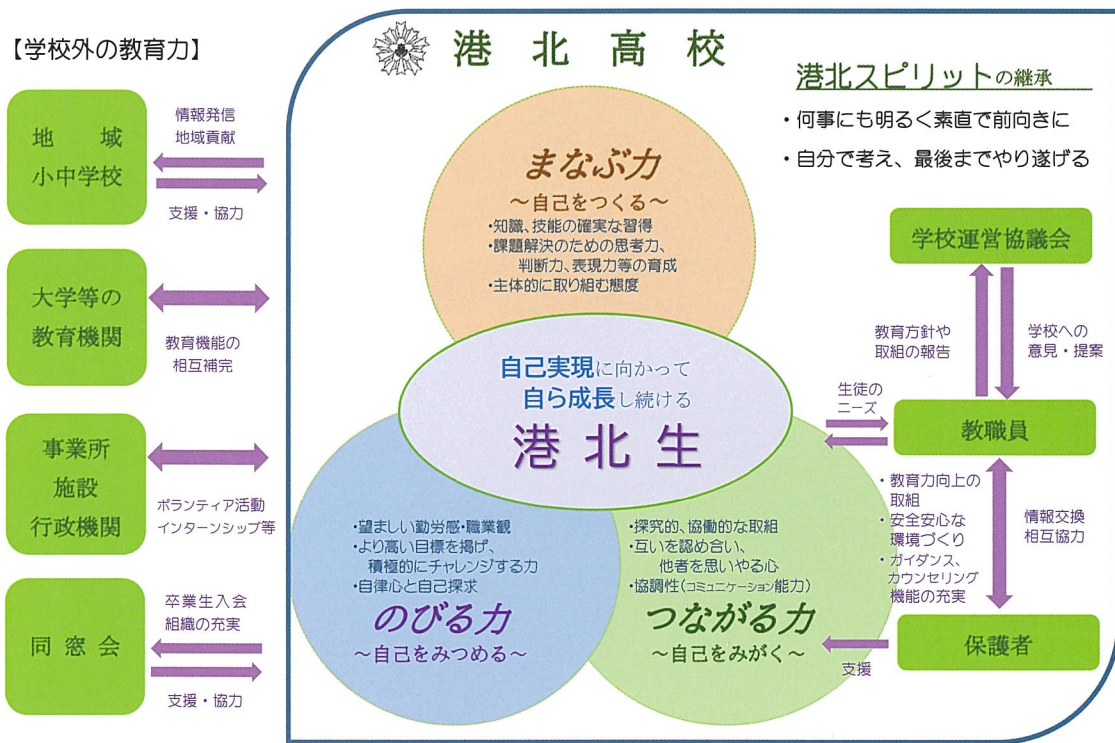 【学校外の教育力】
地　域
小中学校
情報発信
地域貢献
支援・協力
大学等の
教育機関
教育機能の
相互補完
事業所
施設
行政機関
ボランティア活動
インターンシップ等
同窓会
卒業生入会
組織の充実
支援・協力
港北高校
港北スピリットの継承
・何事にも明るく素直で前向きに
・自分で考え、最後までやり遂げる
まなぶ力
～自己をつくる～
・知識、技能の確実な習得
・課題解決のための思考力、
判断力、表現力等の育成
・主体的に取り組む態度
自己実現に向かって
自ら成長し続ける
港北生
・望ましい勤労感・職業観
・より高い目標を掲げ、
積極的にチャレンジする力
・自律心と自己探求
のびる力
～自己をみつめる～
・探究的、協働的な取組
・互いを認め合い、
他者を思いやる心
・協調性(コミュニケーション能力)
つながる力
～自己をみがく～
学校運営協議会
教育方針や
取組の報告
学校への
意見・提案
生徒の
ニーズ
教職員
・教育力向上の
取組
・安全安心な
環境づくり
・ガイダンス、
カウンセリング
機能の充実
情報交換
相互協力
保護者
支援